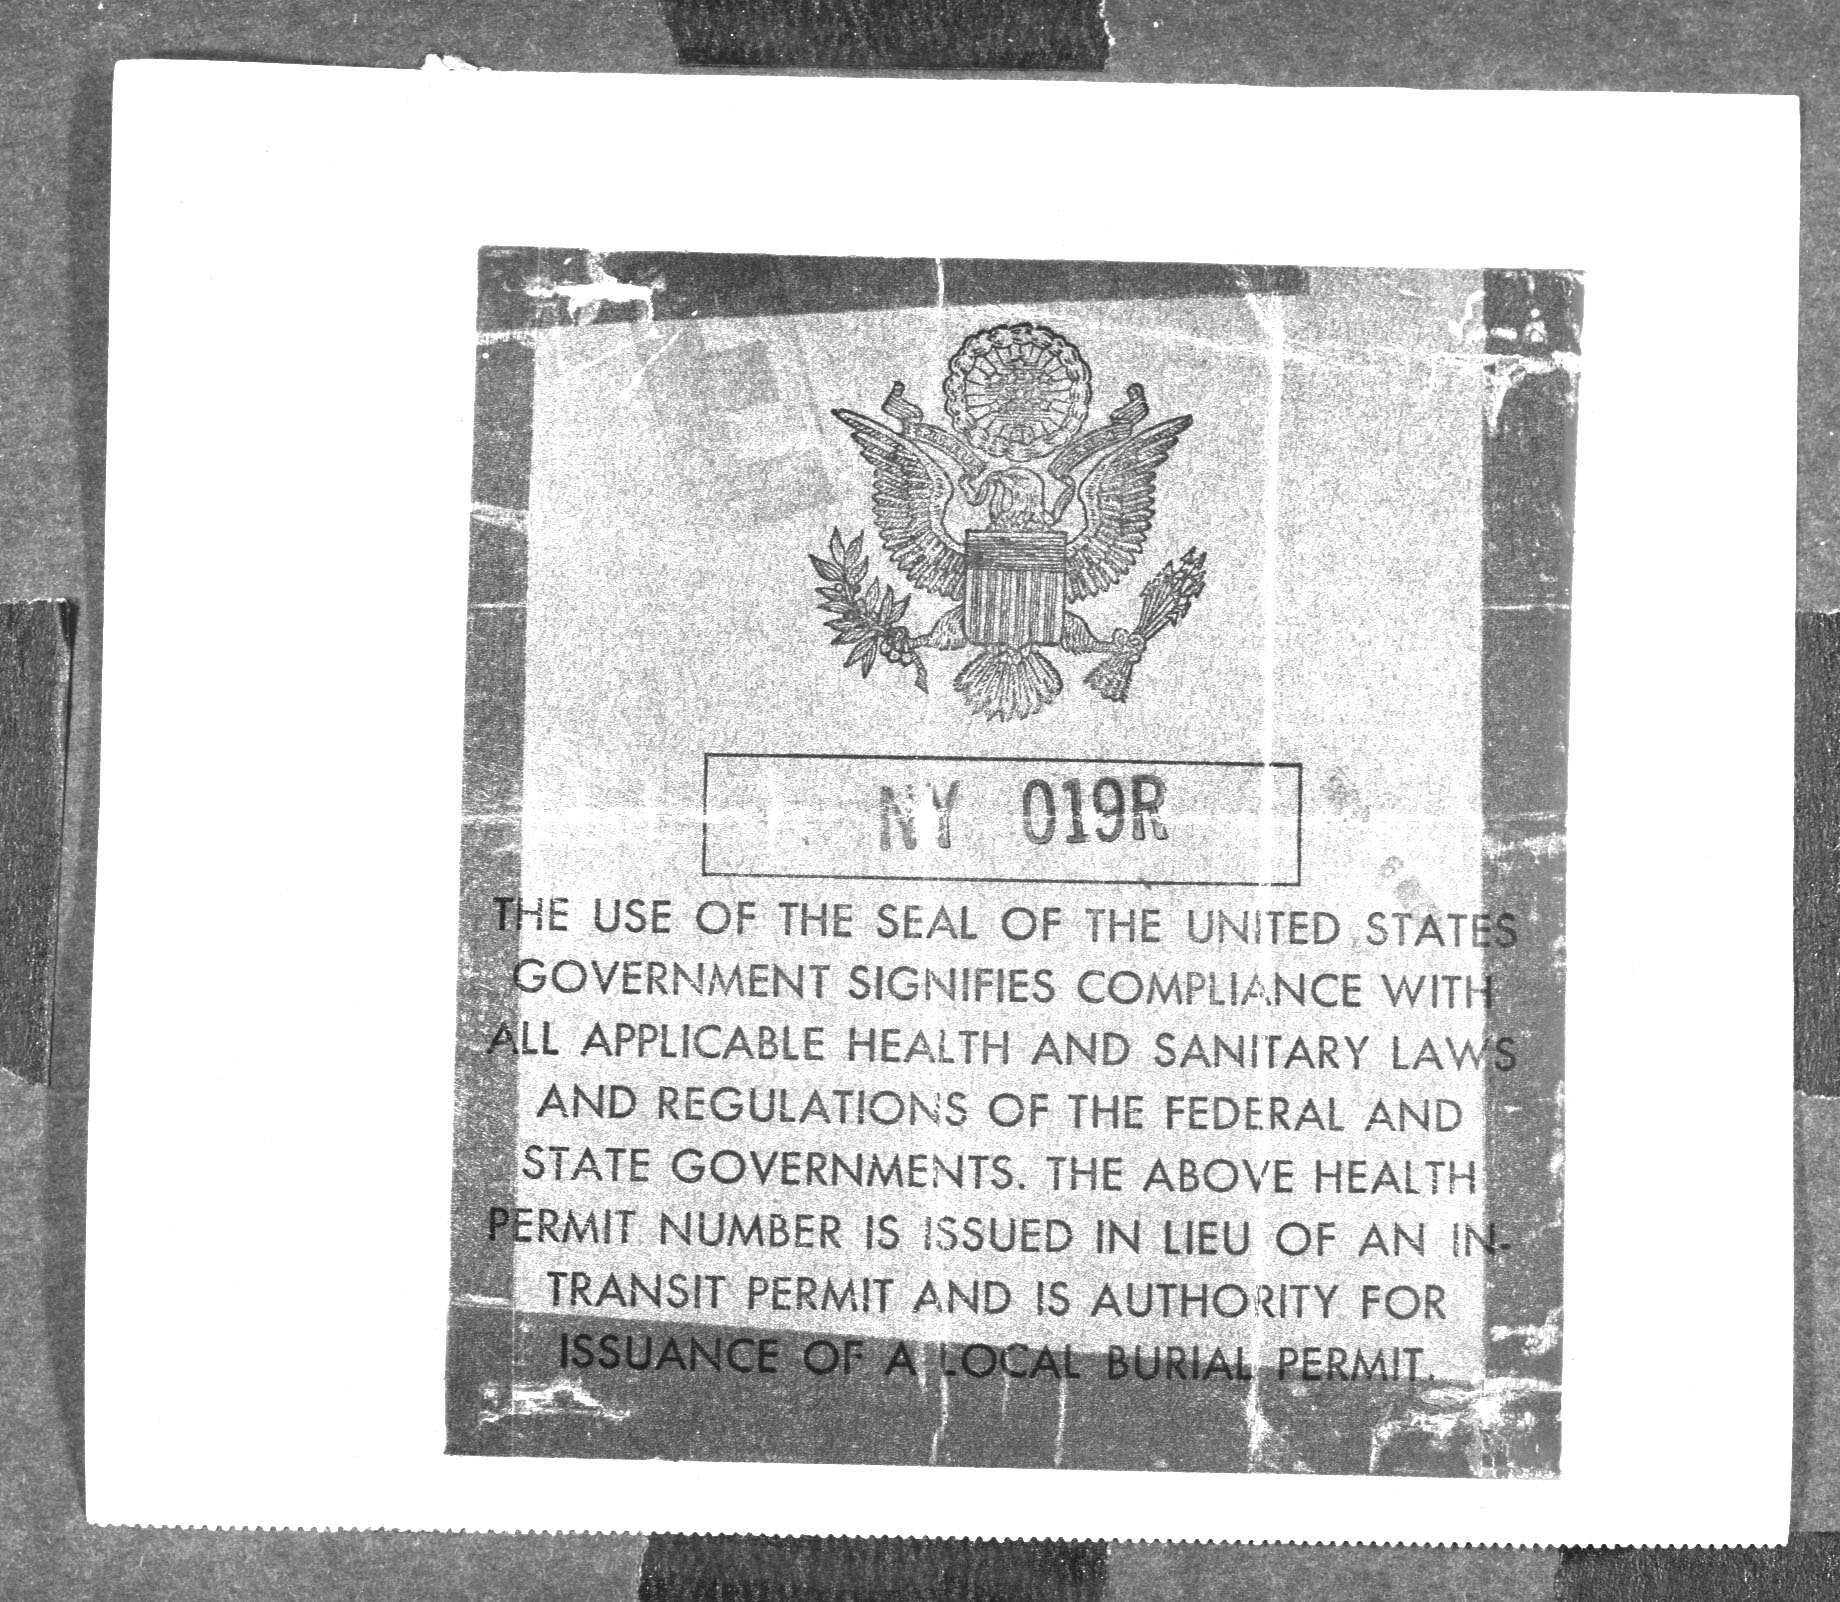 NY 019R
THE USE OF THE SEAL OF THE UNITED STATES
GOVERNMENT SIGNIFIES COMPLIANCE WITH
ALL APPLICABLE HEALTH AND SANITARY LAWS
AND REGULATIONS OF THE FEDERAL AND
STATE GOVERNMENTS. THE ABOVE HEALTH
PERMIT NUMBER IS ISSUED IN LIEU OF AN IN-
TRANSIT PERMIT AND IS AUTHORITY FOR
ISSUANCE OF A LOCAL BURIAL PERMIT.